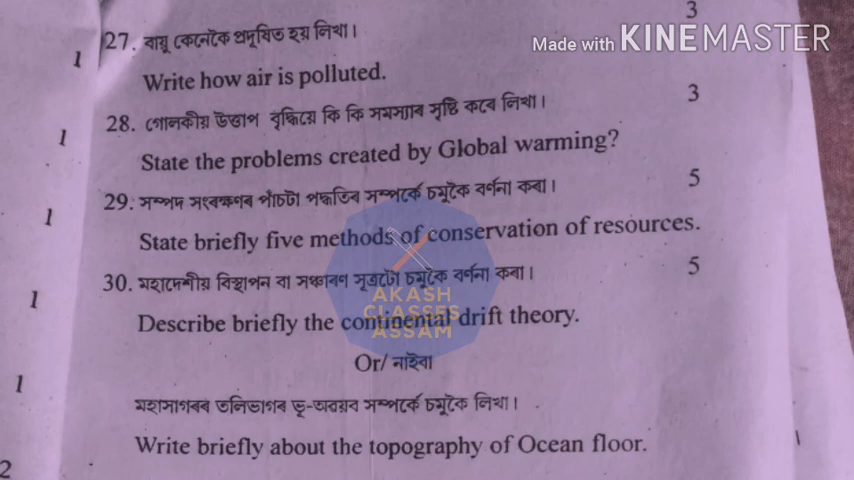 3
Made with KINEMASTER
27. বায়ু কেনেকৈ প্ৰদূষিত হয় লিখা।
1
Write how air is polluted.
3
28. গোলকীয় উত্তাপ বৃদ্ধিয়ে কি কি সমস্যাৰ সৃষ্টি কৰে লিখা।
1
State the problems created by Global warming?
5
29. সম্পদ সংৰক্ষণৰ পাঁচটা পদ্ধতিৰ সম্পৰ্কে চমুকৈ বৰ্ণনা কৰা।
1
State briefly five methods of conservation of resources.
5
30. মহাদেশীয় বিস্থাপন বা সঞ্চাৰণ সূত্ৰটো চমুকৈ বৰ্ণনা কৰা।
1
AKASH
CLASSES
ASSAM
Describe briefly the continental drift theory.
Or/ নাইবা
1
মহাসাগৰৰ তলিভাগৰ ভূ-অৱয়ব সম্পৰ্কে চমুকৈ লিখা।
Write briefly about the topography of Ocean floor.
2